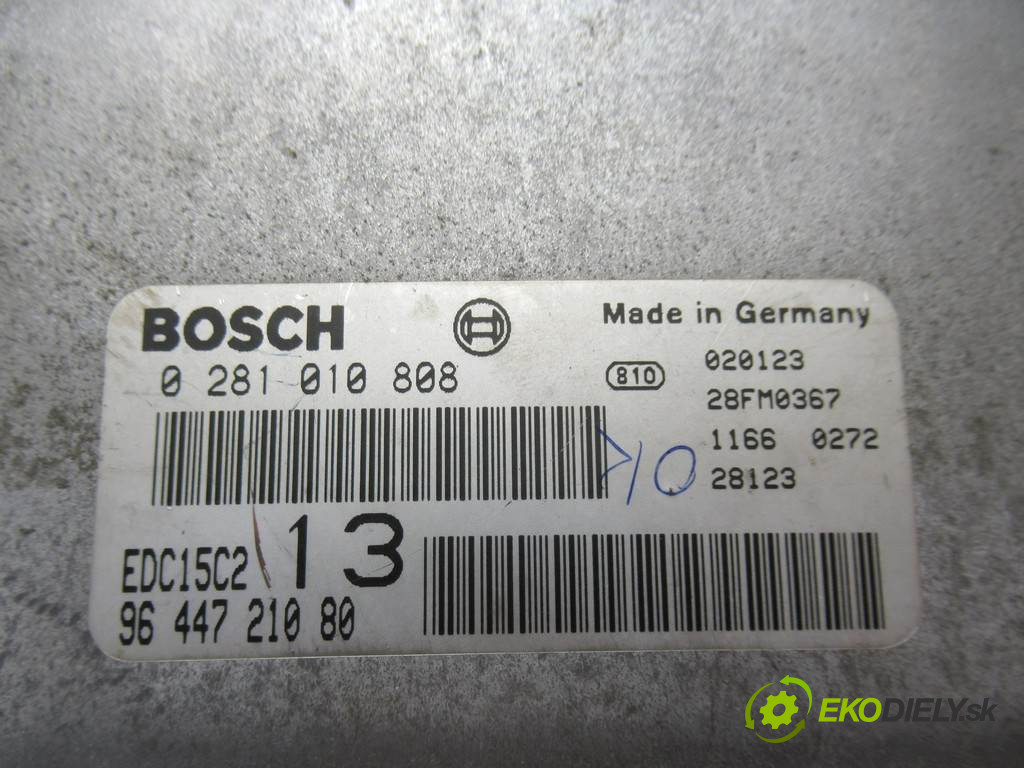 BOSCH
Made in Germany
0 281 010 808
810
020123
28FM0367
1166 0272
28123
10
13
EDC15C2
96 447 210 80
EKODIELY.sk